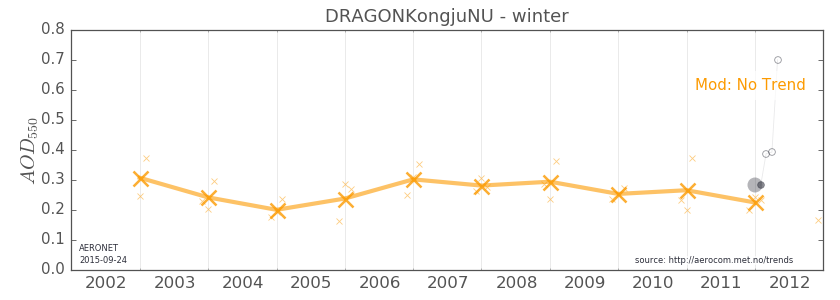 DRAGONKongjuNU - winter
0.8
0.7
0.6
0.5
0.4
0.3
0.2
0.1
0.0
AOD550
Mod: No Trend
AERONET
2015-09-24
source: http://aerocom.met.no/trends
2002 2003 2004 2005 2006 2007 2008 2009 2010 2011 2012